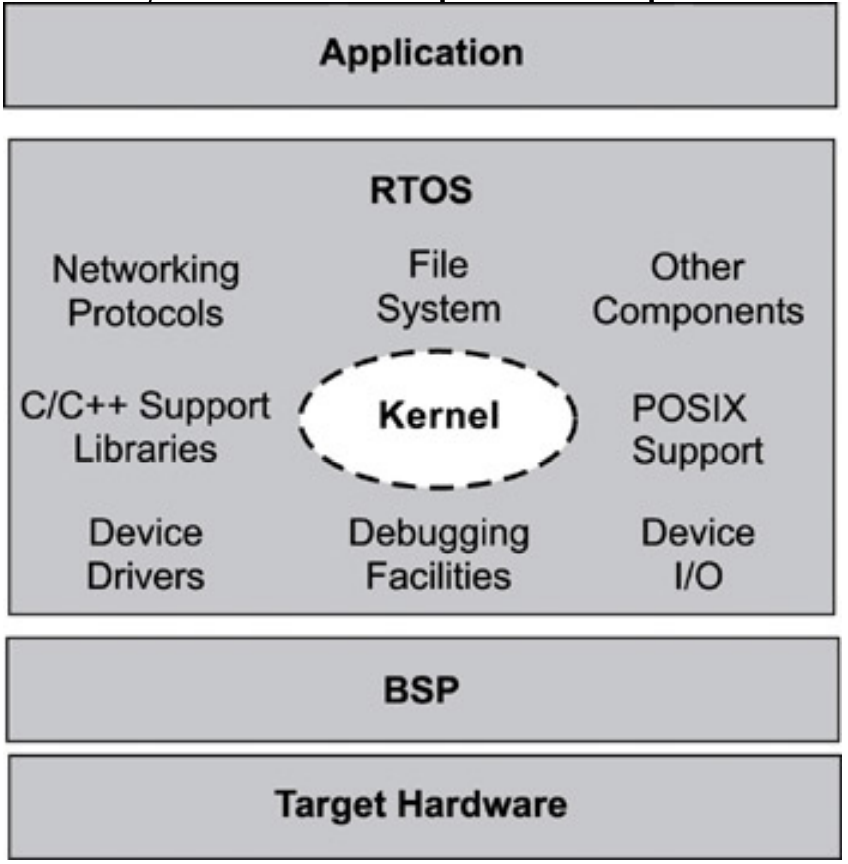 Application
RTOS
Networking
Protocols
File
System
Other
Components
C/C++ Support
Libraries
Kernel
POSIX
Support
Device
Drivers
Debugging
Facilities
Device
I/O
BSP
Target Hardware